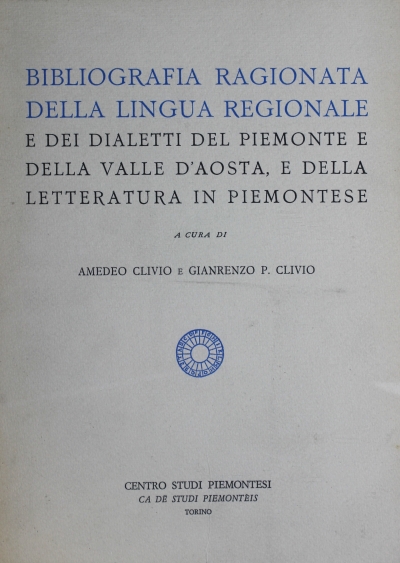 BIBLIOGRAFIA RAGIONATA
DELLA LINGUA REGIONALE
E DEI DIALETTI DEL PIEMONTE E
DELLA VALLE D'AOSTA, E DELLA
LETTERATURA IN PIEMONTESE
A CURA DI
AMEDEO CLIVIO E GIANRENZO P. CLIVIO
CENTRO STUDI PIEMONTESI
CA DË STUDI PIEMONTÈIS
TORINO